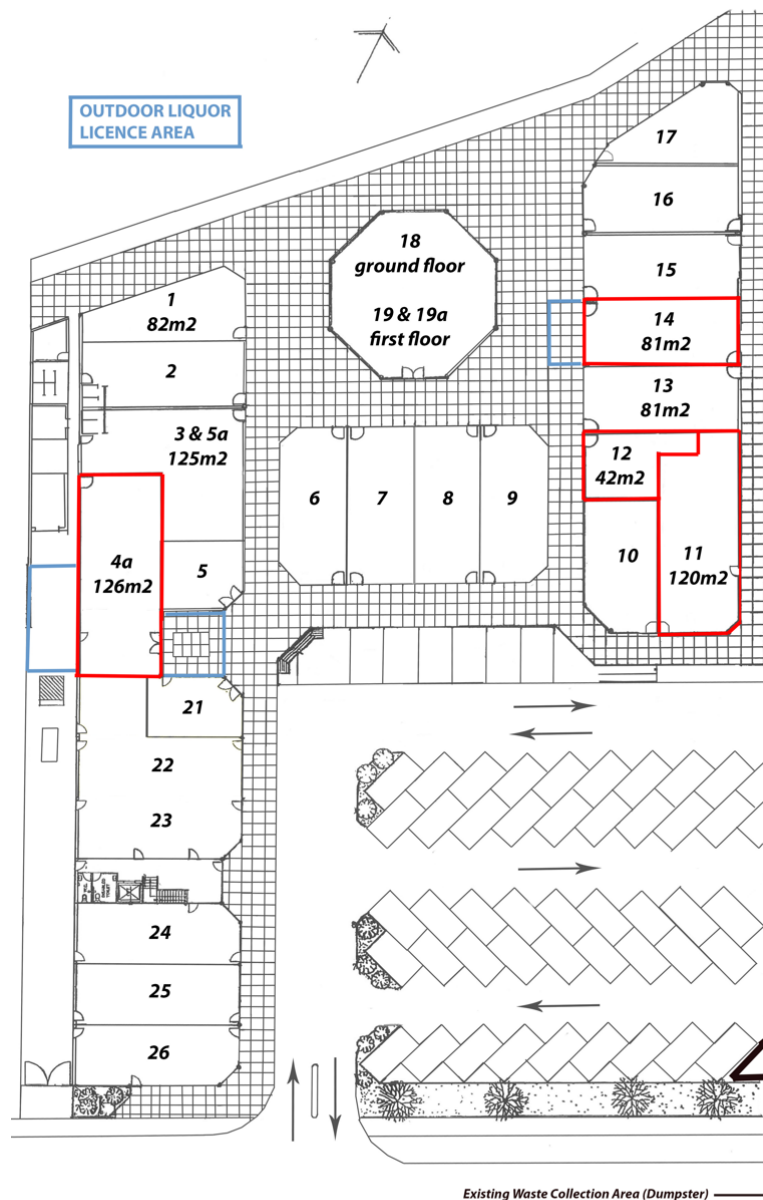 OUTDOOR LIQUOR
LICENCE AREA
17
16
15
14
81m2
13
81m2
12
42m2
11
120m2
10
18
ground floor
19 & 19a
first floor
1
82m2
2
3 & 5a
125m2
4a
126m2
5
6
7
8
9
21
22
23
24
25
26
Existing Waste Collection Area (Dumpster)